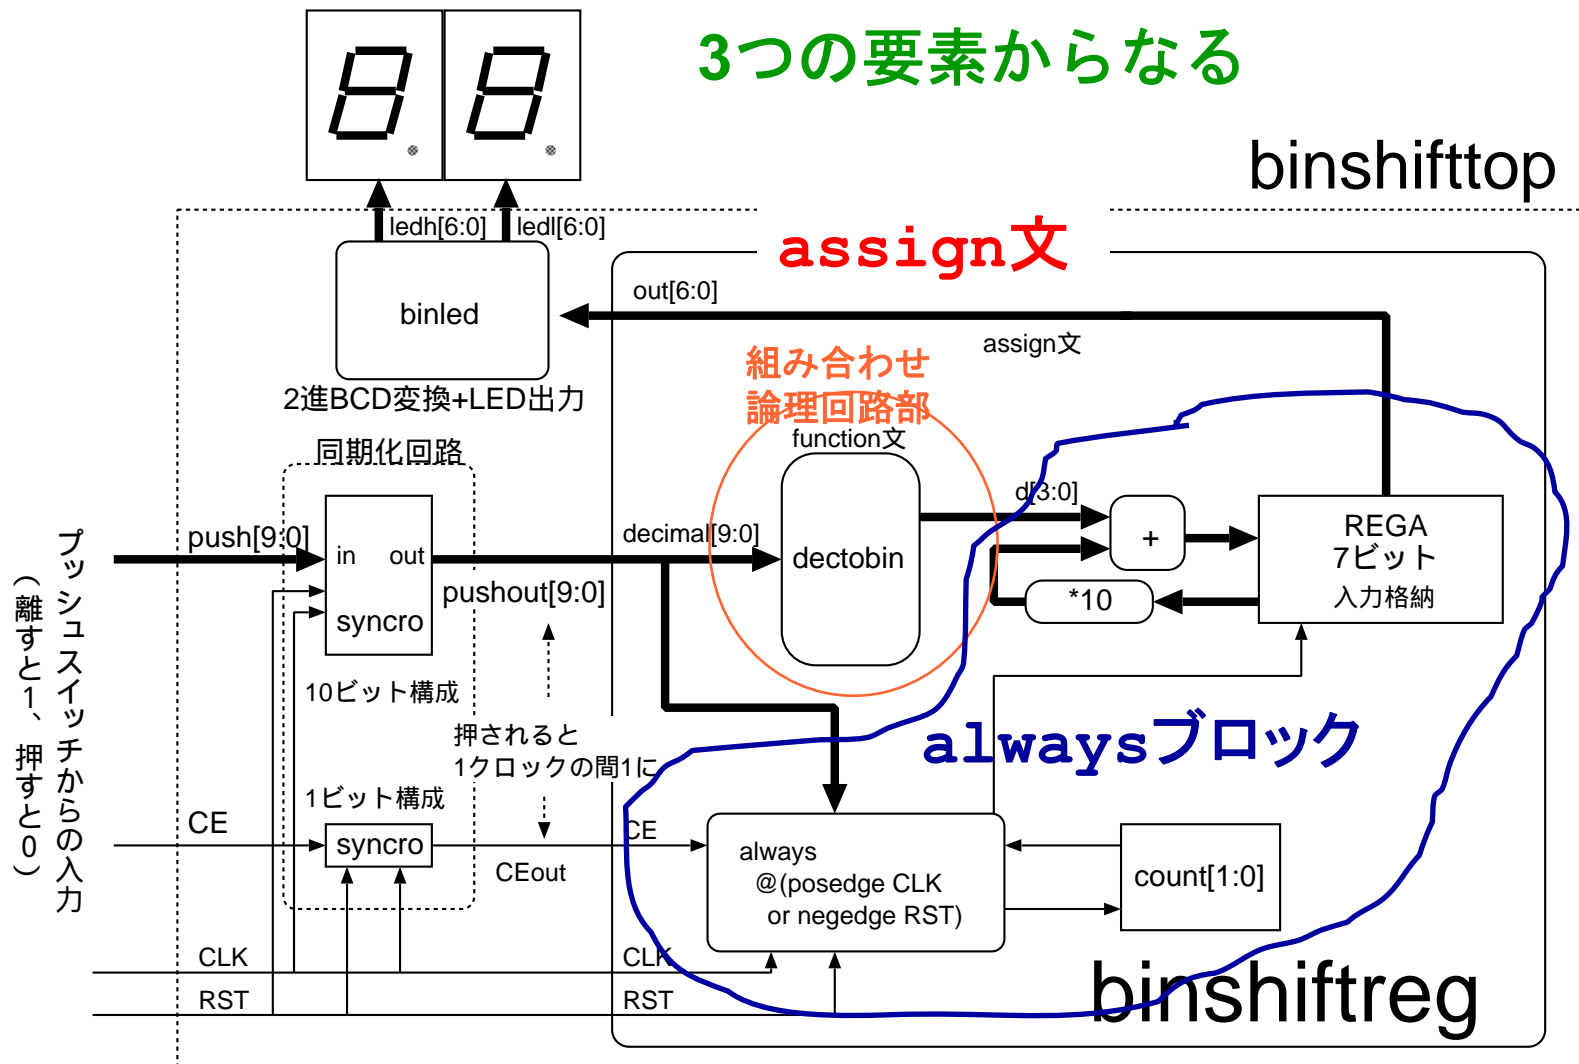 3つの要素からなる
binshifttop
ledh[6:0]
ledl[6:0]
assign文
binled
out[6:0]
assign文
2進BCD変換+LED出力
組み合わせ
論理回路部
function文
同期化回路
push[9:0]
in
out
syncro
decimal[9:0]
pushout[9:0]
dectobin
d[3:0]
+
*10
REGA
7ビット
入力格納
プッシュスイッチからの入力
(離すと1、押すと0)
10ビット構成
押されると
1クロックの間1に
alwaysブロック
1ビット構成
CE
syncro
CEout
CE
always
@(posedge CLK
or negedge RST)
count[1:0]
CLK
CLK
RST
RST
binshiftreg